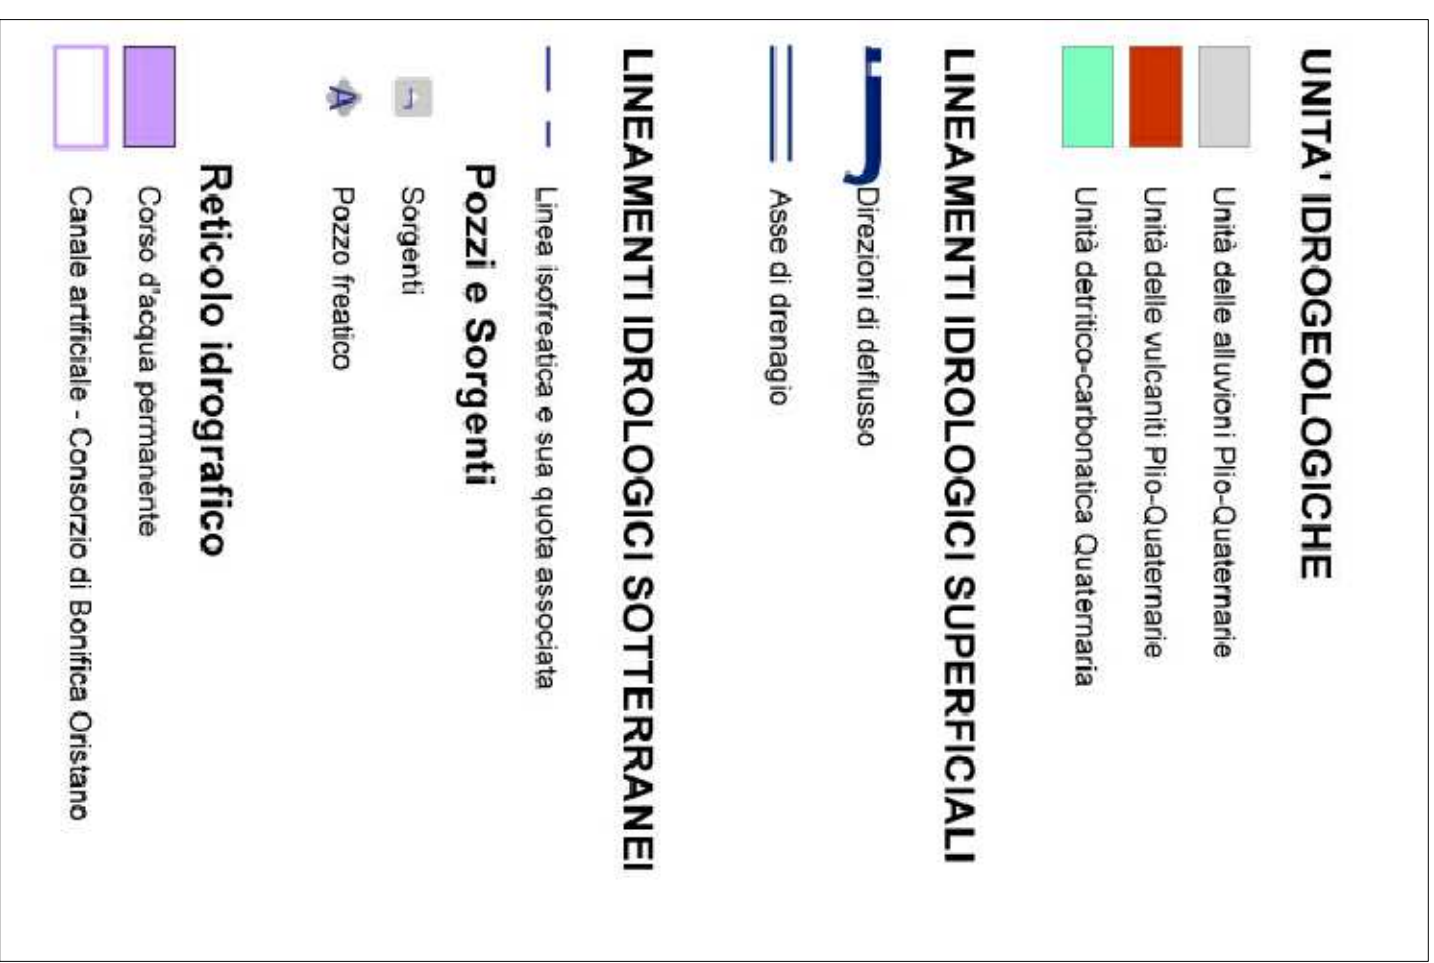 UNITA' IDROGEOLOGICHE
Unità delle alluvioni Plio-Quaternarie
Unità delle vulcaniti Plio-Quaternarie
Unità detritico-carbonatica Quaternaria
LINEAMENTI IDROLOGICI SUPERFICIALI
Direzioni di deflusso
Asse di drenagio
LINEAMENTI IDROLOGICI SOTTERRANEI
Linea isofreatica e sua quota associata
Pozzi e Sorgenti
Sorgenti
Pozzo freatico
Reticolo idrografico
Corso d'acqua permanente
Canale artificiale - Consorzio di Bonifica Oristano